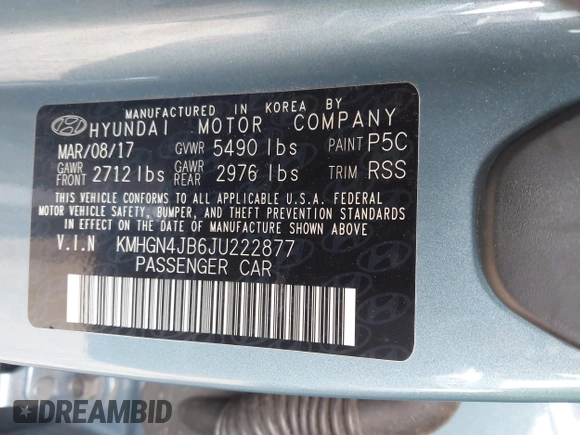 MANUFACTURED IN KOREA BY
HYUNDAI MOTOR COMPANY
MAR/08/17 GVWR 5490 lbs PAINT P5C
GAWR FRONT 2712 lbs GAWR REAR 2976 lbs TRIM RSS
THIS VEHICLE CONFORMS TO ALL APPLICABLE U.S.A. FEDERAL
MOTOR VEHICLE SAFETY, BUMPER, AND THEFT PREVENTION STANDARDS
IN EFFECT ON THE DATE OF MANUFACTURE SHOWN ABOVE
V.I.N KMHGN4JB6JU222877
PASSENGER CAR
DREAMBID